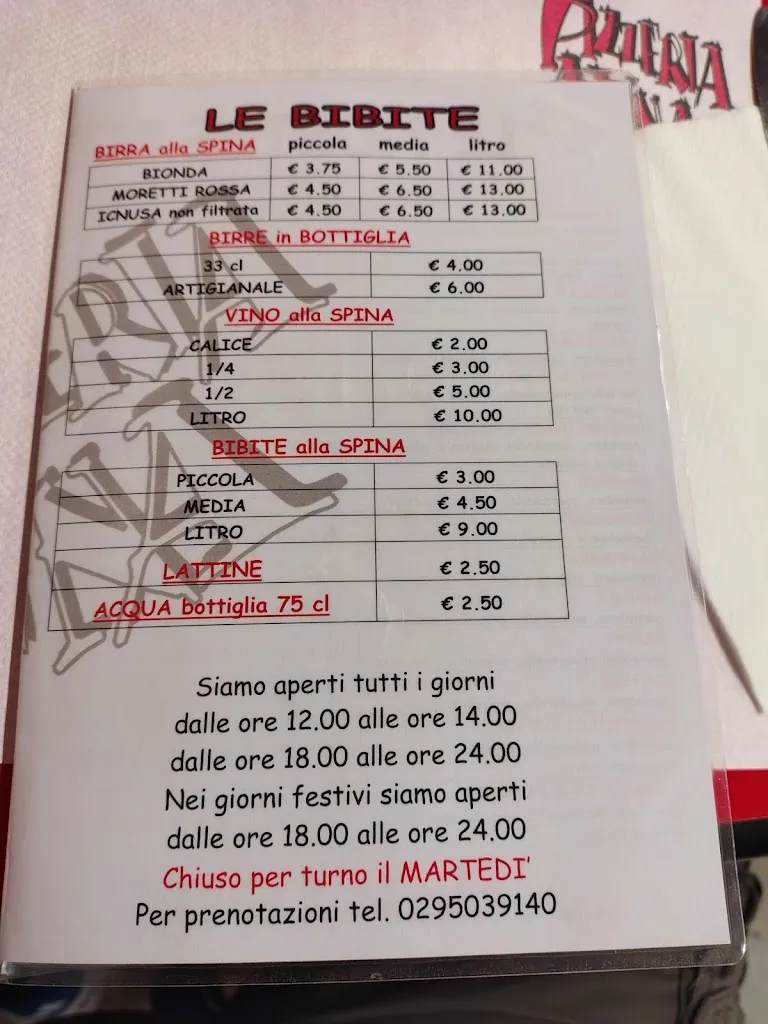 PIZZERIA
LE BIBITE
BIRRA alla SPINA piccola media litro
BIONDA € 3.75 € 5.50 € 11.00
MORETTI ROSSA € 4.50 € 6.50 € 13.00
ICNUSA non filtrata € 4.50 € 6.50 € 13.00
BIRRE in BOTTIGLIA
33 cl € 4.00
ARTIGIANALE € 6.00
VINO alla SPINA
CALICE € 2.00
1/4 € 3.00
1/2 € 5.00
LITRO € 10.00
BIBITE alla SPINA
PICCOLA € 3.00
MEDIA € 4.50
LITRO € 9.00
LATTINE € 2.50
ACQUA bottiglia 75 cl € 2.50
Siamo aperti tutti i giorni
dalle ore 12.00 alle ore 14.00
dalle ore 18.00 alle ore 24.00
Nei giorni festivi siamo aperti
dalle ore 18.00 alle ore 24.00
Chiuso per turno il MARTEDI'
Per prenotazioni tel. 0295039140